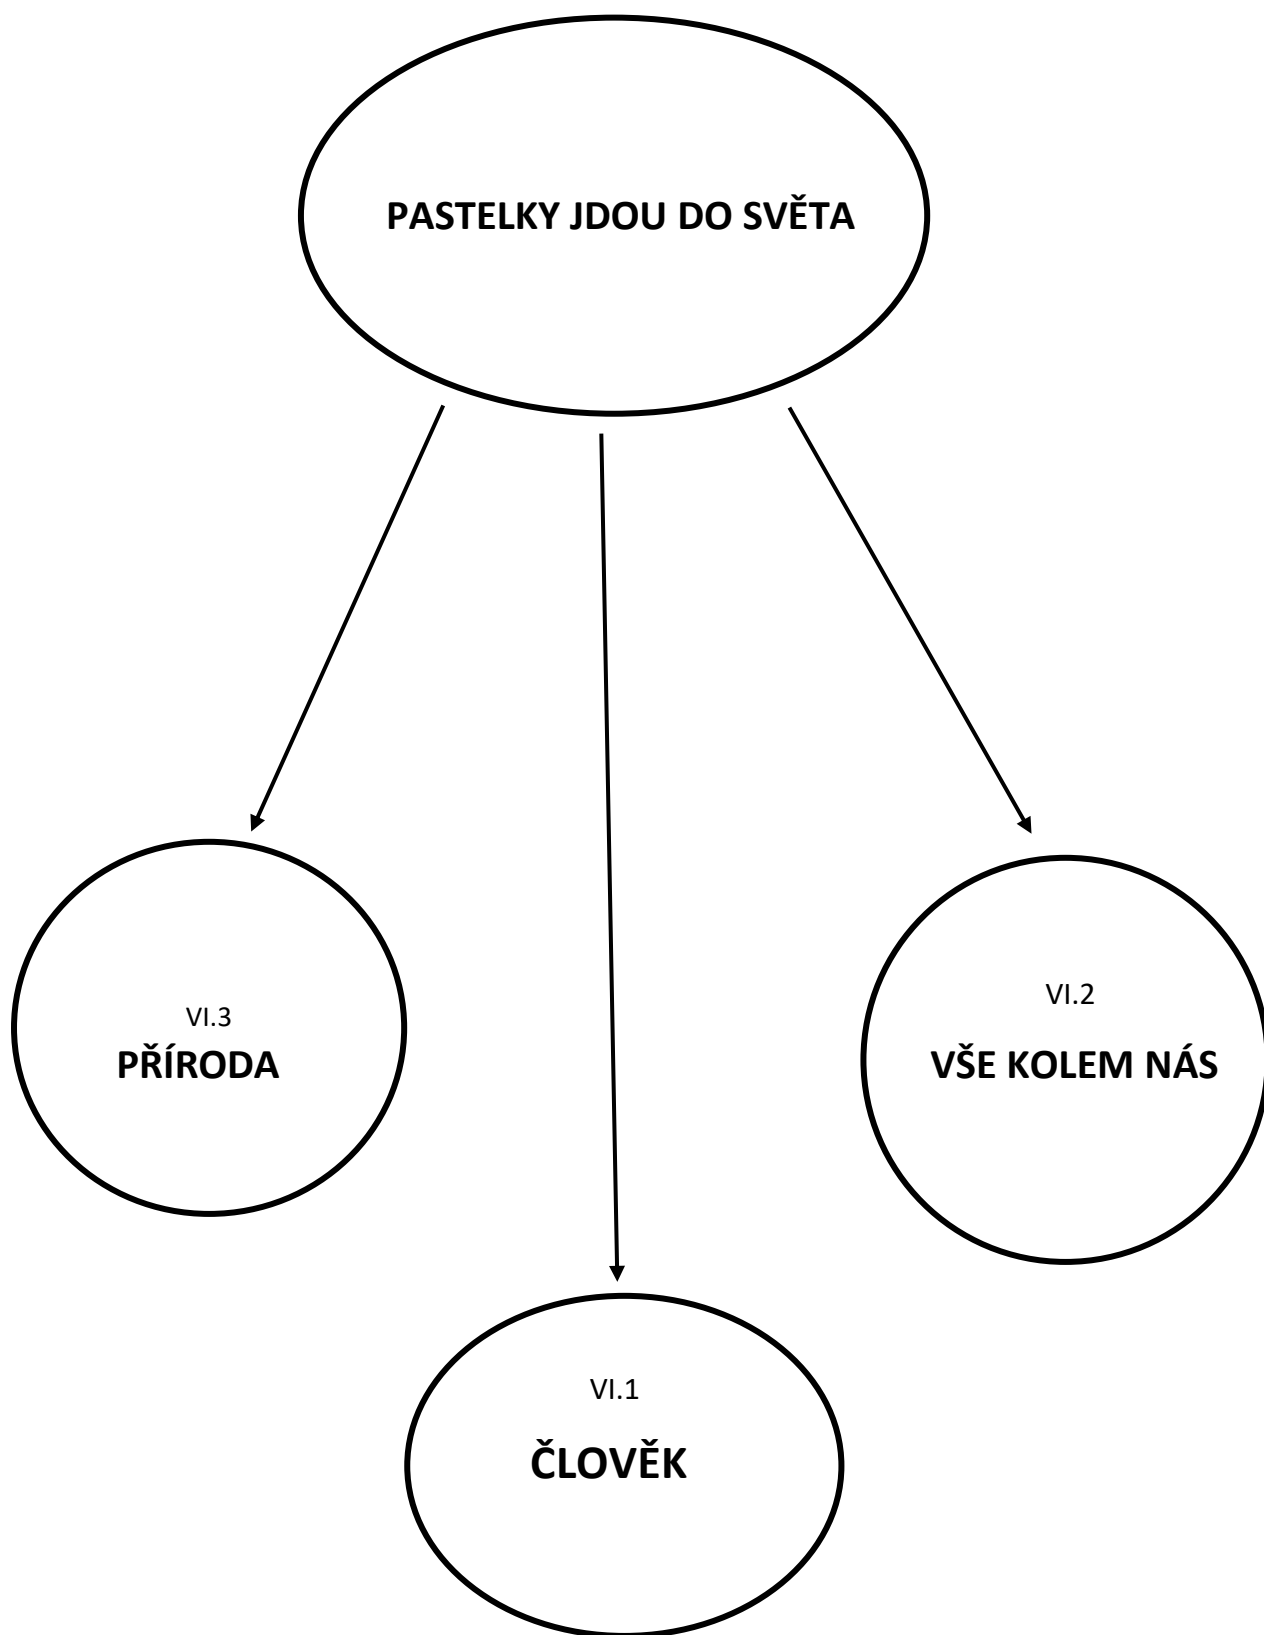 PASTELKY JDOU DO SVĚTA
VI.3
PŘÍRODA
VI.2
VŠE KOLEM NÁS
VI.1
ČLOVĚK